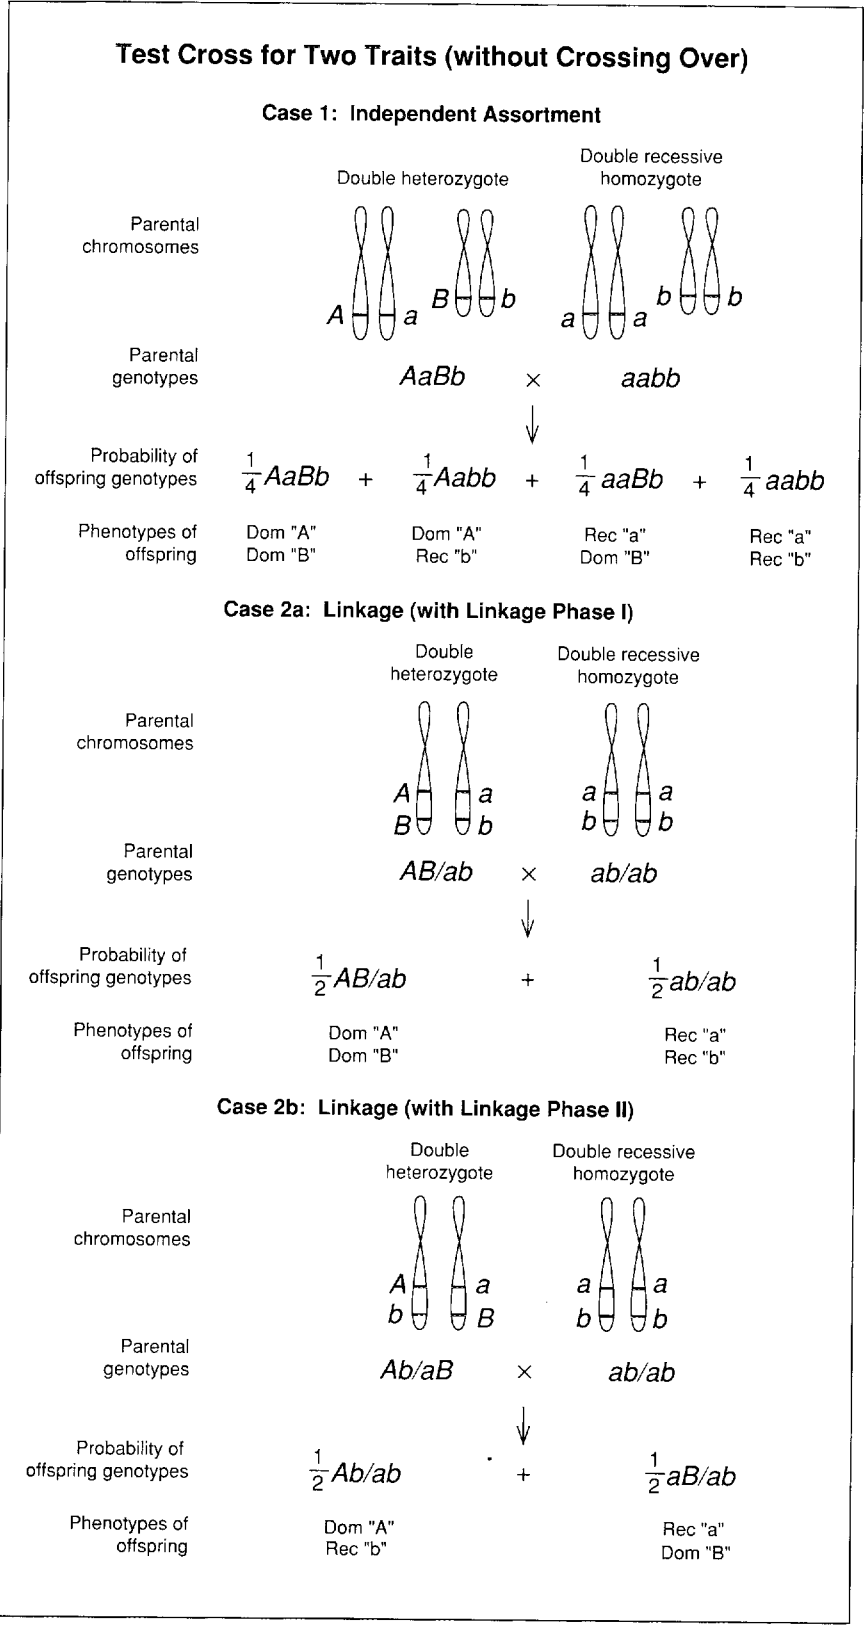 Test Cross for Two Traits (without Crossing Over)
Case 1: Independent Assortment
Double heterozygote
Double recessive
homozygote
Parental
chromosomes
A a B b a a b b
Parental
genotypes
AaBb × aabb
Probability of
offspring genotypes
1/4 AaBb + 1/4 Aabb + 1/4 aaBb + 1/4 aabb
Phenotypes of
offspring
Dom "A" Dom "A" Rec "a" Rec "a"
Dom "B" Rec "b" Dom "B" Rec "b"
Case 2a: Linkage (with Linkage Phase I)
Double
heterozygote
Double recessive
homozygote
Parental
chromosomes
A a a a
B b b b
Parental
genotypes
AB/ab × ab/ab
Probability of
offspring genotypes
1/2 AB/ab + 1/2 ab/ab
Phenotypes of
offspring
Dom "A" Rec "a"
Dom "B" Rec "b"
Case 2b: Linkage (with Linkage Phase II)
Double
heterozygote
Double recessive
homozygote
Parental
chromosomes
A a a a
b B b b
Parental
genotypes
Ab/aB × ab/ab
Probability of
offspring genotypes
1/2 Ab/ab + 1/2 aB/ab
Phenotypes of
offspring
Dom "A" Rec "a"
Rec "b" Dom "B"